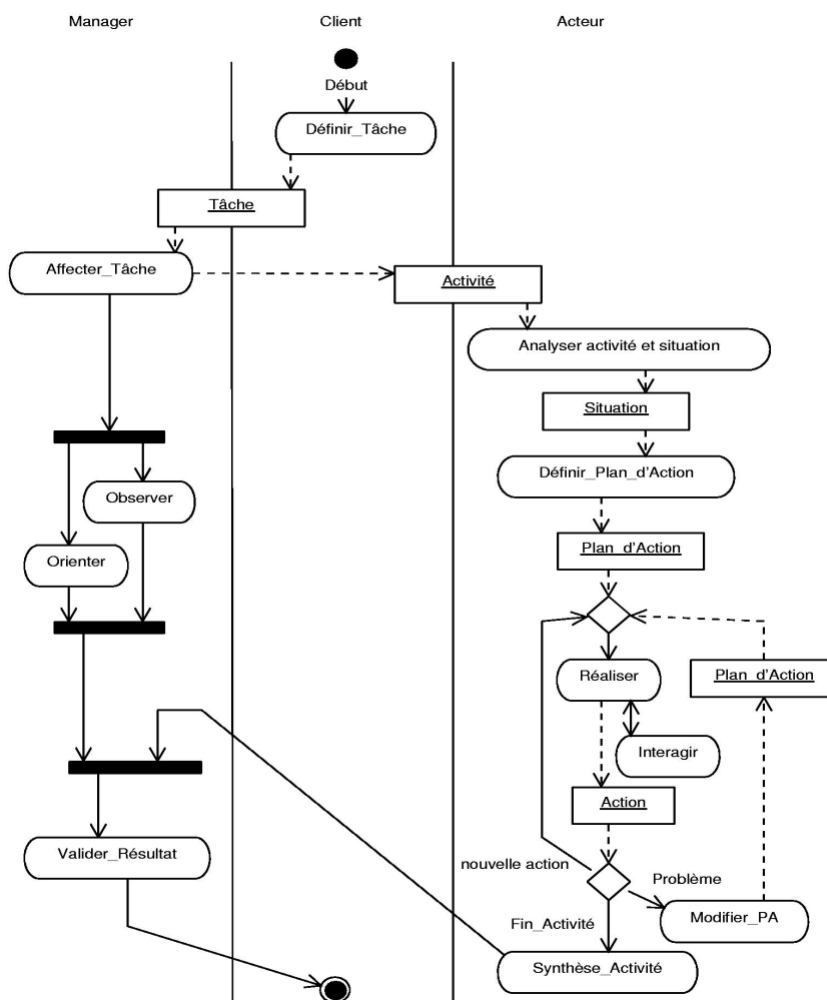 Manager
Client
Acteur
Début
Définir_Tâche
Tâche
Affecter_Tâche
Activité
Analyser activité et situation
Situation
Définir_Plan_d'Action
Observer
Plan_d'Action
Orienter
Réaliser
Plan_d'Action
Interagir
Action
Valider_Résultat
nouvelle action
Problème
Fin_Activité
Modifier_PA
Synthèse_Activité